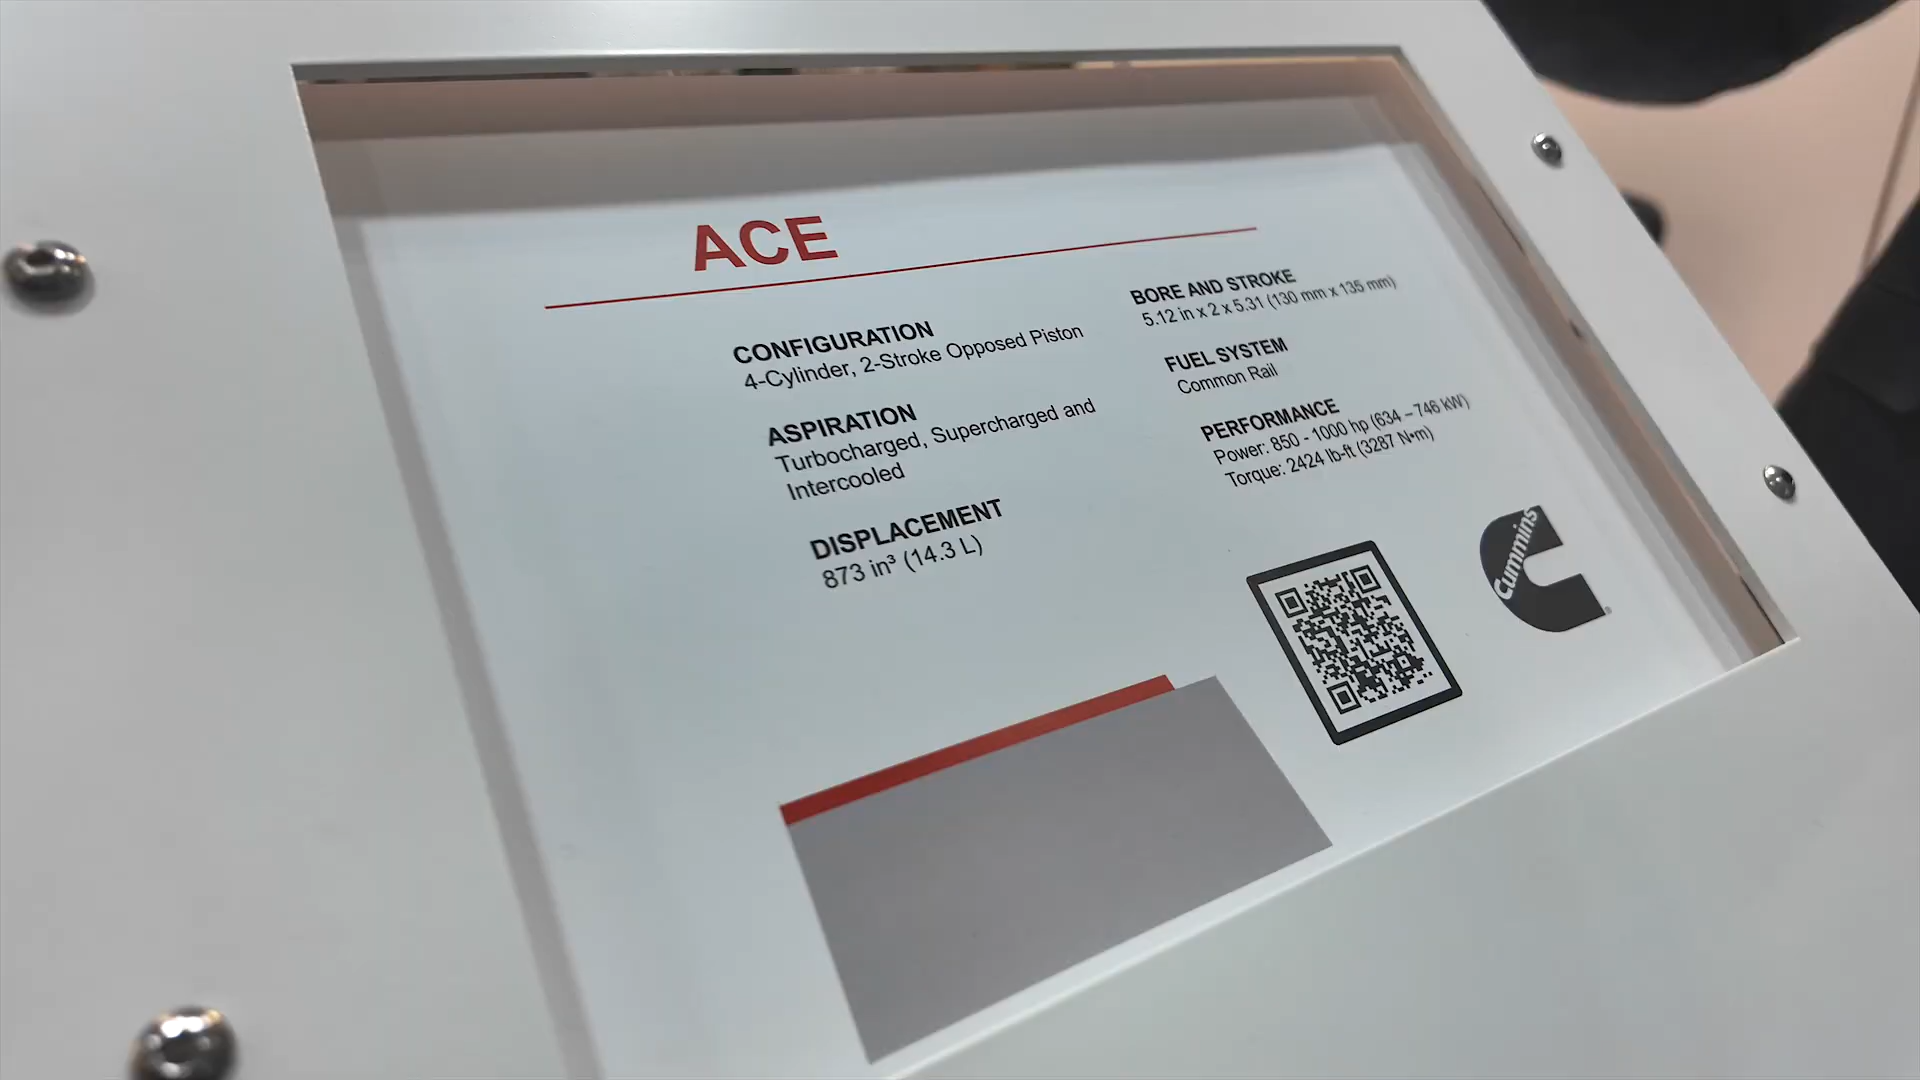 ACE
CONFIGURATION
4-Cylinder, 2-Stroke Opposed Piston
ASPIRATION
Turbocharged, Supercharged and
Intercooled
DISPLACEMENT
873 in³ (14.3 L)
BORE AND STROKE
5.12 in x 2 x 5.31 (130 mm x 135 mm)
FUEL SYSTEM
Common Rail
PERFORMANCE
Power: 850 - 1000 hp (634 – 746 kW)
Torque: 2424 lb-ft (3287 N•m)
Cummins